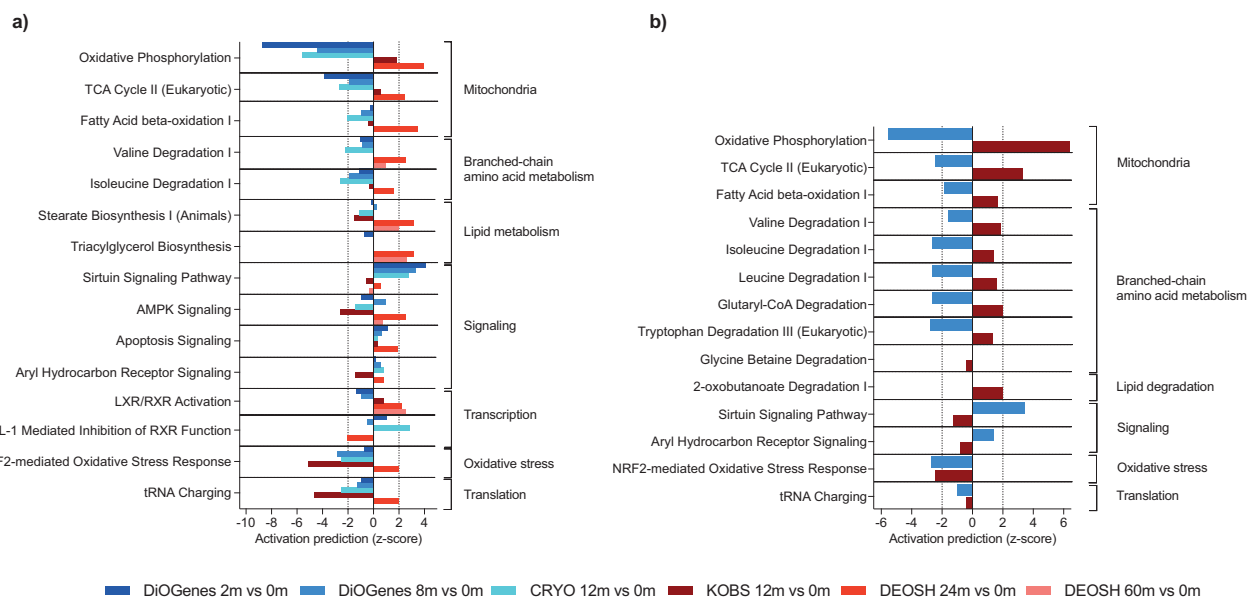 a)
Oxidative Phosphorylation
TCA Cycle II (Eukaryotic)
Fatty Acid beta-oxidation I
Valine Degradation I
Isoleucine Degradation I
Stearate Biosynthesis I (Animals)
Triacylglycerol Biosynthesis
Sirtuin Signaling Pathway
AMPK Signaling
Apoptosis Signaling
Aryl Hydrocarbon Receptor Signaling
LXR/RXR Activation
L-1 Mediated Inhibition of RXR Function
F2-mediated Oxidative Stress Response
tRNA Charging
Mitochondria
Branched-chain
amino acid metabolism
Lipid metabolism
Signaling
Transcription
Oxidative stress
Translation
-10 -8 -6 -4 -2 0 2 4
Activation prediction (z-score)
b)
Oxidative Phosphorylation
TCA Cycle II (Eukaryotic)
Fatty Acid beta-oxidation I
Valine Degradation I
Isoleucine Degradation I
Leucine Degradation I
Glutaryl-CoA Degradation
Tryptophan Degradation III (Eukaryotic)
Glycine Betaine Degradation
2-oxobutanoate Degradation I
Sirtuin Signaling Pathway
Aryl Hydrocarbon Receptor Signaling
NRF2-mediated Oxidative Stress Response
tRNA Charging
Mitochondria
Branched-chain
amino acid metabolism
Lipid degradation
Signaling
Oxidative stress
Translation
-6 -4 -2 0 2 4 6
Activation prediction (z-score)
DiOGenes 2m vs 0m DiOGenes 8m vs 0m CRYO 12m vs 0m KOBS 12m vs 0m DEOSH 24m vs 0m DEOSH 60m vs 0m